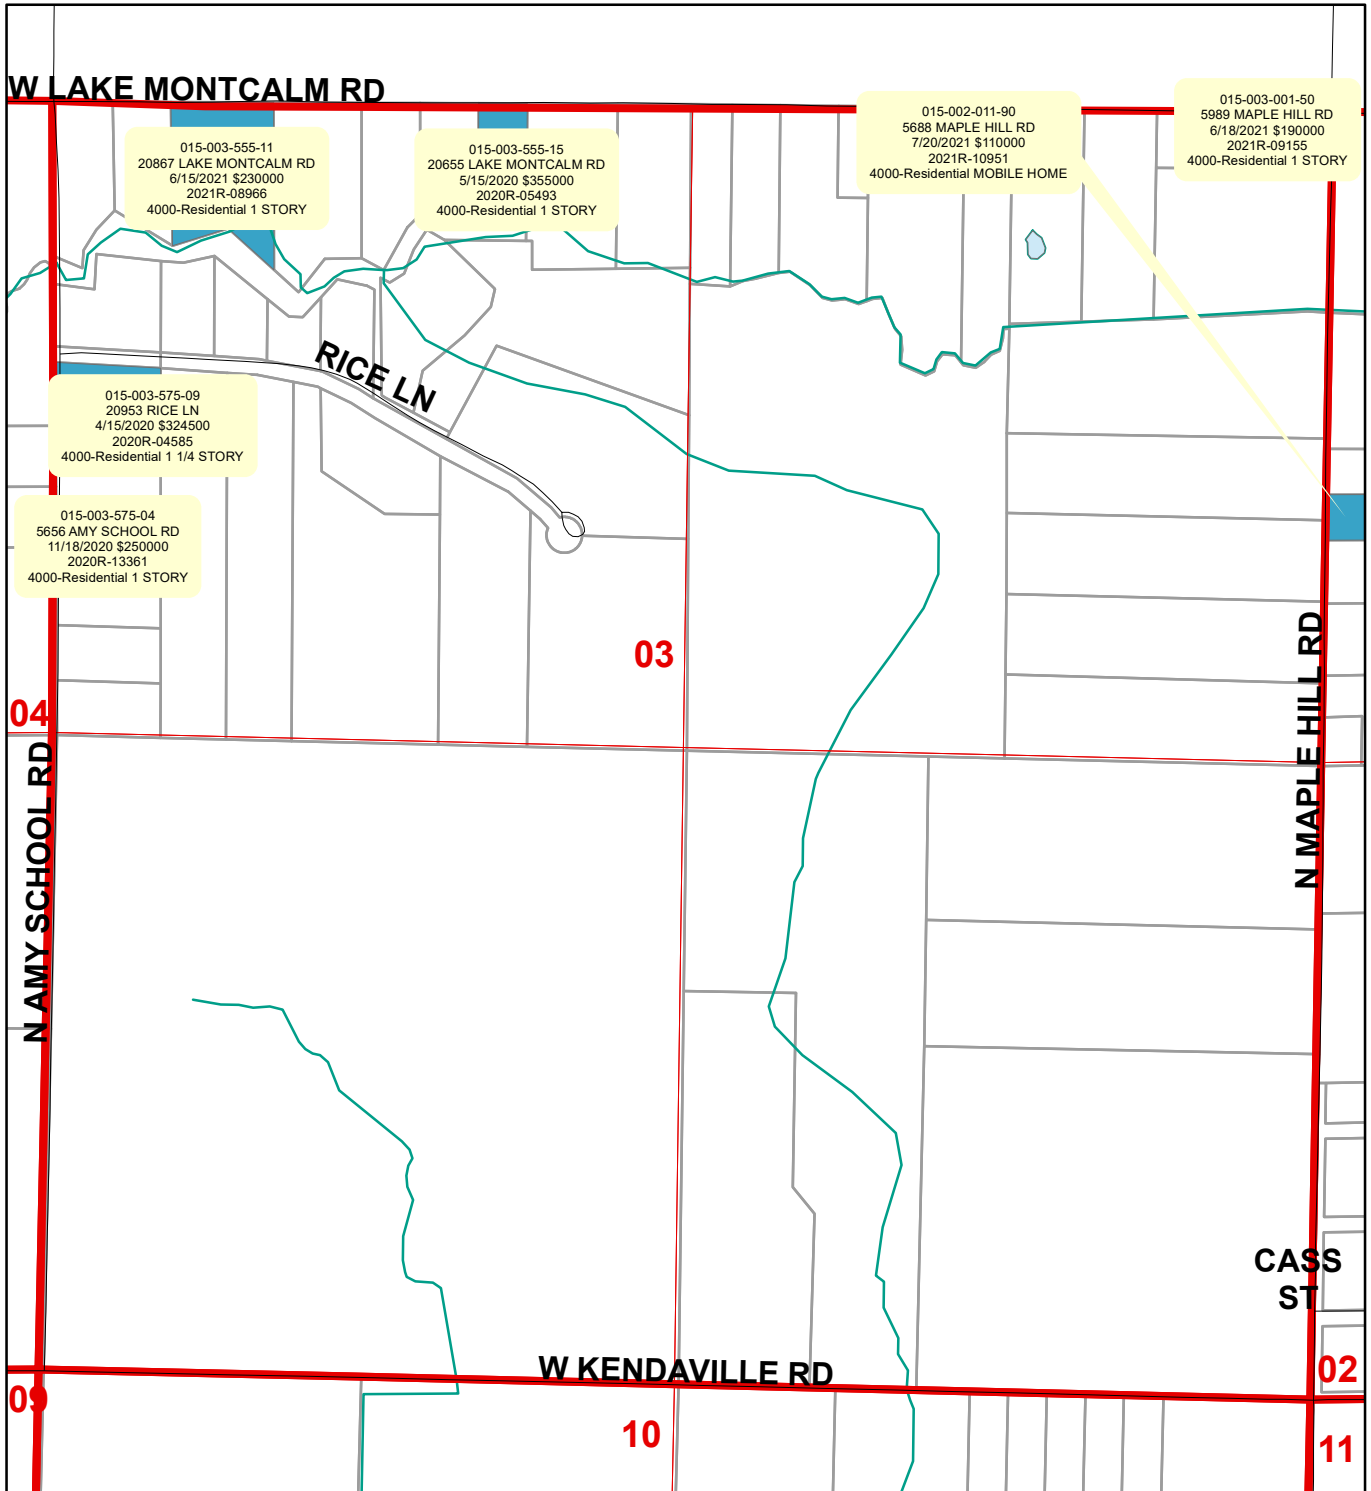 W LAKE MONTCALM RD
015-003-555-11
20867 LAKE MONTCALM RD
6/15/2021 $230000
2021R-08966
4000-Residential 1 STORY
015-003-555-15
20655 LAKE MONTCALM RD
5/15/2020 $355000
2020R-05493
4000-Residential 1 STORY
015-002-011-90
5688 MAPLE HILL RD
7/20/2021 $110000
2021R-10951
4000-Residential MOBILE HOME
015-003-001-50
5989 MAPLE HILL RD
6/18/2021 $190000
2021R-09155
4000-Residential 1 STORY
RICE LN
015-003-575-09
20953 RICE LN
4/15/2020 $324500
2020R-04585
4000-Residential 1 1/4 STORY
015-003-575-04
5656 AMY SCHOOL RD
11/18/2020 $250000
2020R-13361
4000-Residential 1 STORY
03
04
N AMY SCHOOL RD
N MAPLE HILL RD
CASS
ST
W KENDAVILLE RD
02
09
10
11